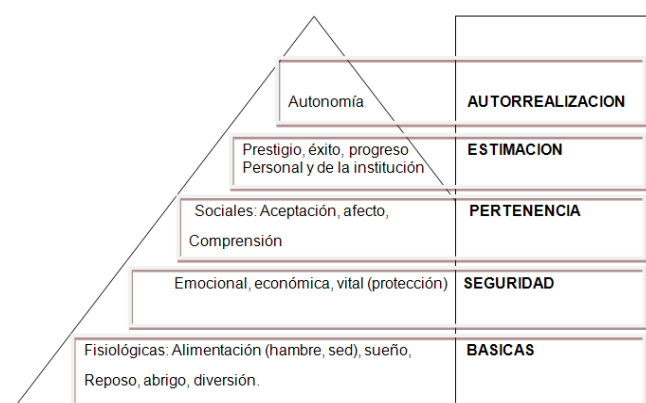 Autonomía AUTORREALIZACION
Prestigio, éxito, progreso ESTIMACION
Personal y de la institución
Sociales: Aceptación, afecto, PERTENENCIA
Comprensión
Emocional, económica, vital (protección) SEGURIDAD
Fisiológicas: Alimentación (hambre, sed), sueño, BASICAS
Reposo, abrigo, diversión.